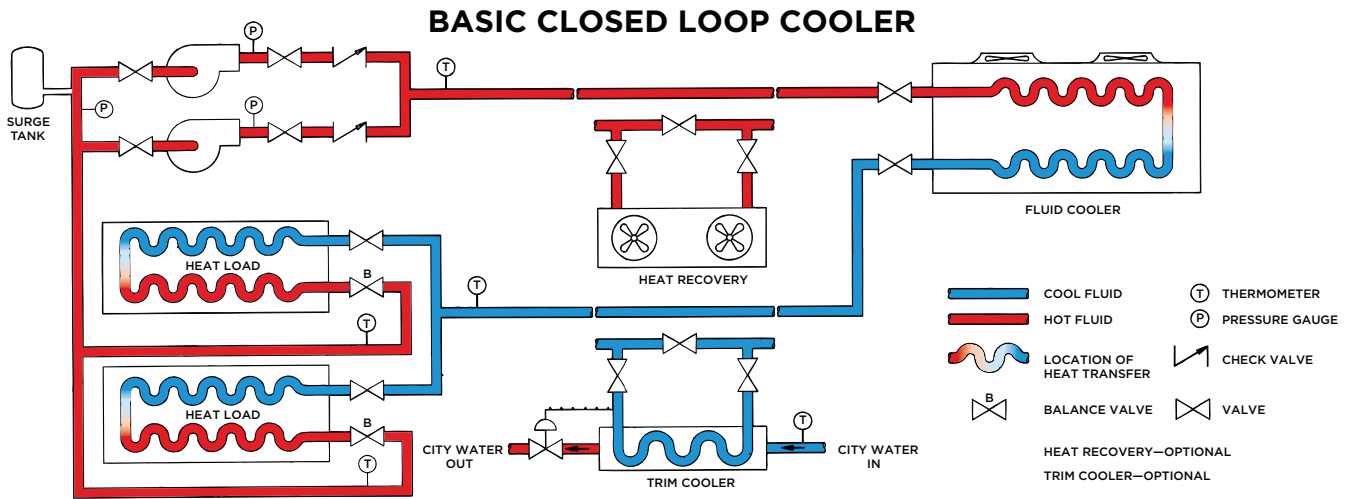 BASIC CLOSED LOOP COOLER
P
T
P
P
SURGE
TANK
FLUID COOLER
HEAT LOAD
B
HEAT RECOVERY
T
T
COOL FLUID
T
THERMOMETER
HOT FLUID
P
PRESSURE GAUGE
LOCATION OF
HEAT TRANSFER
CHECK VALVE
B
BALANCE VALVE
VALVE
HEAT LOAD
B
T
CITY WATER
OUT
T
CITY WATER
IN
TRIM COOLER
HEAT RECOVERY—OPTIONAL
TRIM COOLER—OPTIONAL